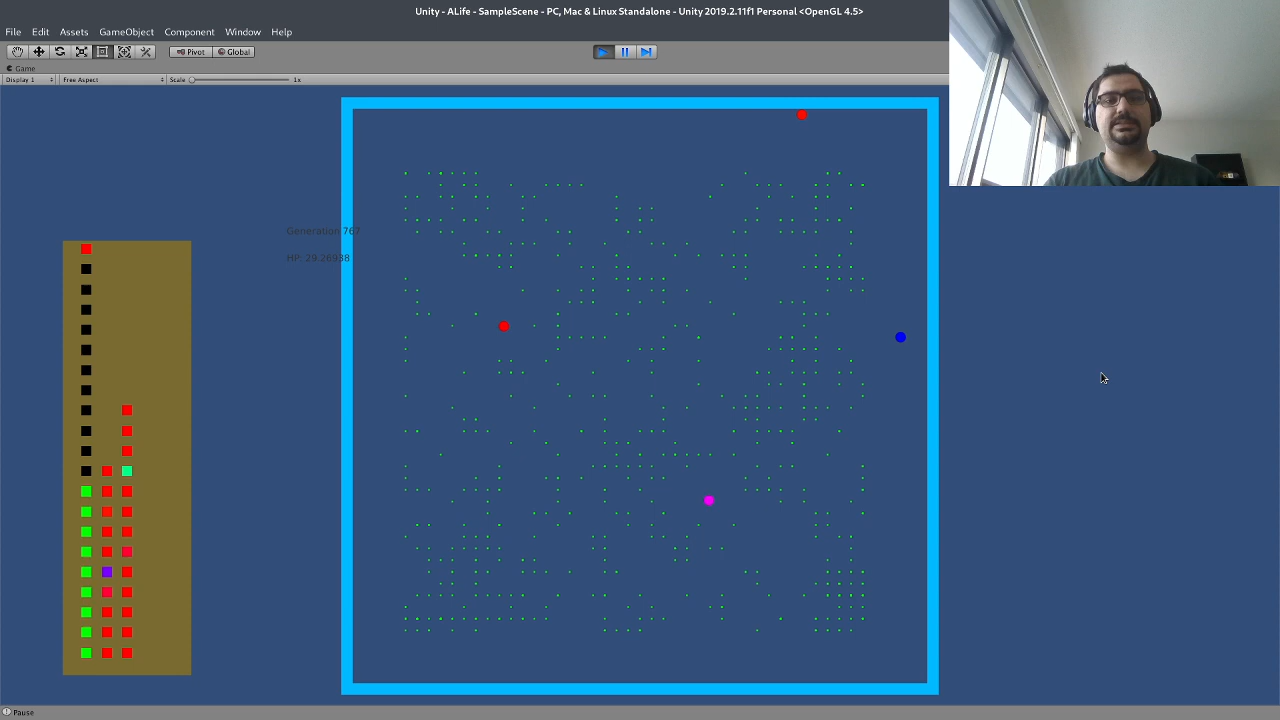 Unity - ALife - SampleScene - PC, Mac & Linux Standalone - Unity 2019.2.11f1 Personal <OpenGL 4.5>
File Edit Assets GameObject Component Window Help
Pivot Global
Game
Display 1 Free Aspect Scale 1x
Generation 767
HP: 29.26938
Pause